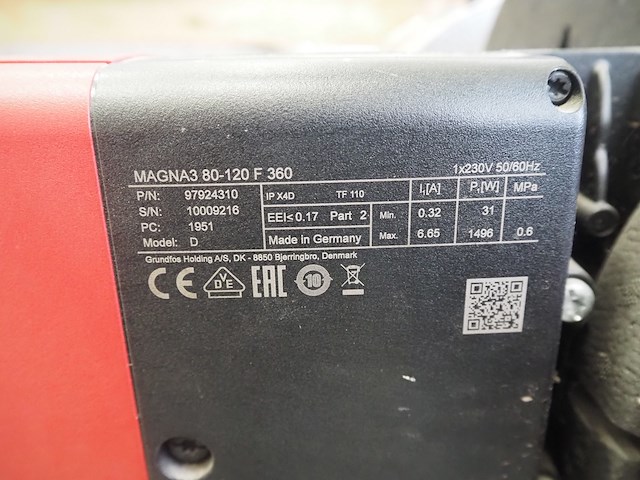 MAGNA3 80-120 F 360 1x230V 50/60Hz
P/N: 97924310 IP X4D TF 110 I₁[A] P₁[W] MPa
S/N: 10009216 EEI≤0.17 Part 2 Min. 0.32 31
PC: 1951 Made in Germany Max. 6.65 1496 0.6
Model: D
Grundfos Holding A/S, DK - 8850 Bjerringbro, Denmark
CE D E EAC 10